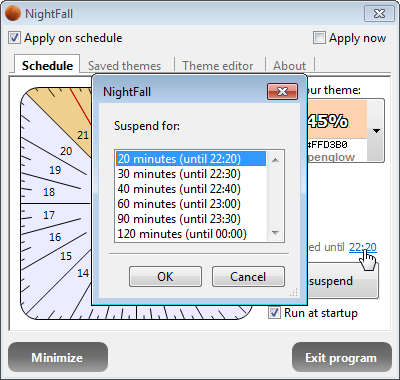 NightFall
Apply on schedule
Apply now
Schedule
Saved themes
Theme editor
About
our theme:
45%
#FFD3B0
penglow
21
20
19
18
17
16
15
14
NightFall
Suspend for:
20 minutes (until 22:20)
30 minutes (until 22:30)
40 minutes (until 22:40)
60 minutes (until 23:00)
90 minutes (until 23:30)
120 minutes (until 00:00)
OK
Cancel
ed until 22:20
suspend
Run at startup
Minimize
Exit program